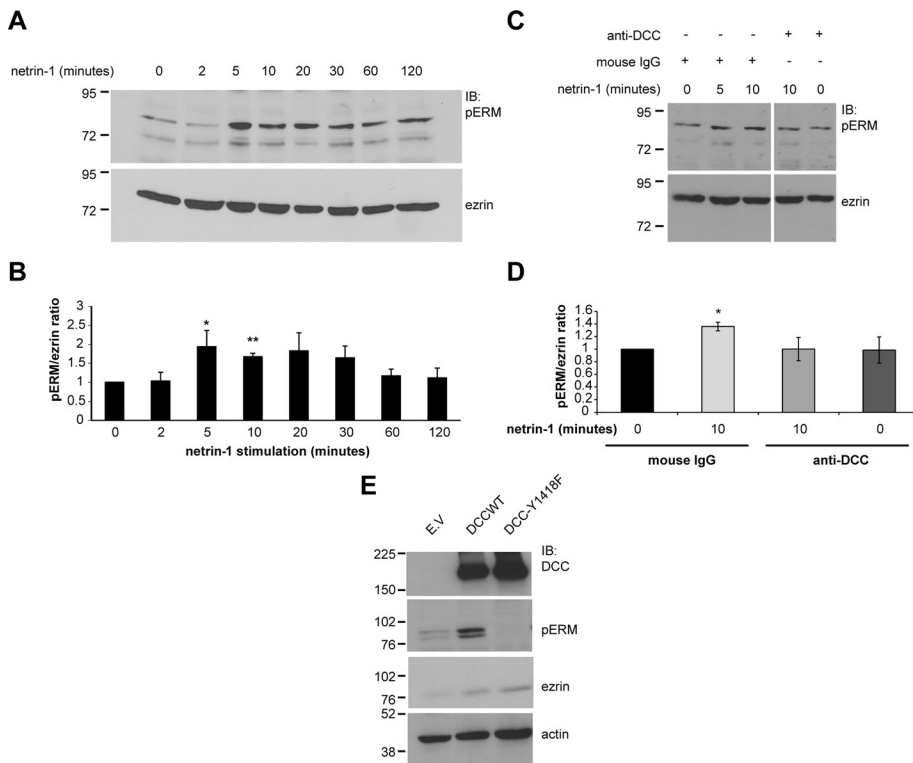 A
netrin-1 (minutes) 0 2 5 10 20 30 60 120
95
72
IB:
pERM
95
72
ezrin
B
pERM/ezrin ratio
3
2.5
2
1.5
1
0.5
0
*
**
0 2 5 10 20 30 60 120
netrin-1 stimulation (minutes)
C
anti-DCC - - - + +
mouse IgG + + + - -
netrin-1 (minutes) 0 5 10 10 0
95
72
IB:
pERM
95
72
ezrin
D
pERM/ezrin ratio
1.6
1.4
1.2
1
0.8
0.6
0.4
0.2
0
*
netrin-1 (minutes) 0 10 10 0
mouse IgG anti-DCC
E
E.V DCCWT DCC-Y1418F
225
150
IB:
DCC
102
76
pERM
102
76
ezrin
52
38
actin